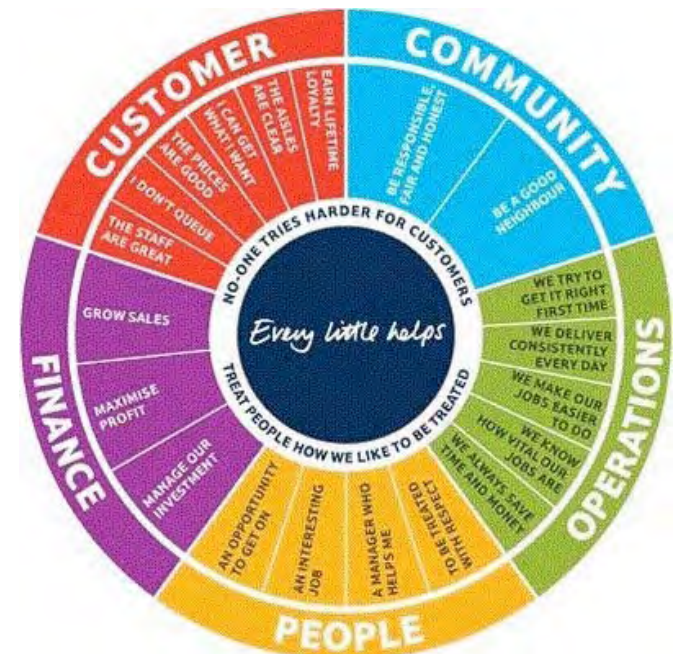 CUSTOMER
EARN LIFETIME
LOYALTY
THE AISLES
ARE CLEAR
I CAN GET
WHAT I WANT
THE PRICES
ARE GOOD
I DON'T QUEUE
THE STAFF
ARE GREAT
COMMUNITY
BE RESPONSIBLE,
FAIR AND HONEST
BE A GOOD
NEIGHBOUR
OPERATIONS
WE TRY TO
GET IT RIGHT
FIRST TIME
WE DELIVER
CONSISTENTLY
EVERY DAY
WE MAKE OUR
JOBS EASIER
TO DO
WE KNOW
HOW VITAL OUR
JOBS ARE
WE ALWAYS SAVE
TIME AND MONEY
PEOPLE
TO BE TREATED
WITH RESPECT
A MANAGER WHO
HELPS ME
AN INTERESTING
JOB
AN OPPORTUNITY
TO GET ON
FINANCE
MANAGE OUR
INVESTMENT
MAXIMISE
PROFIT
GROW SALES
NO-ONE TRIES HARDER FOR CUSTOMERS
Every little helps
TREAT PEOPLE HOW WE LIKE TO BE TREATED